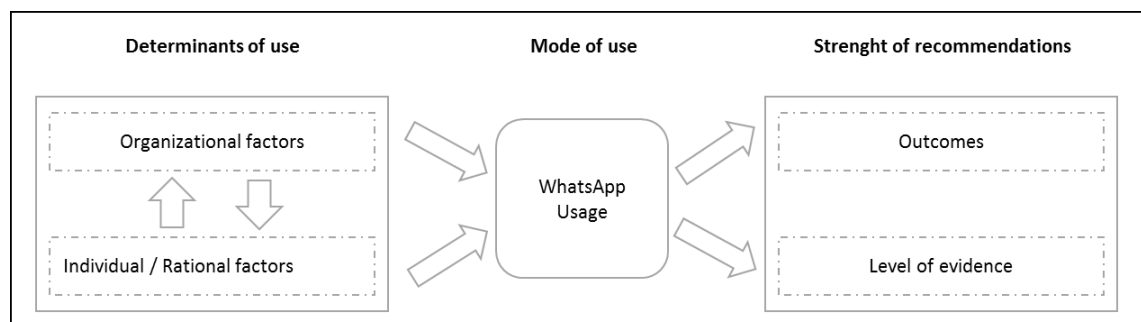 Determinants of use
Mode of use
Strenght of recommendations
Organizational factors
Individual / Rational factors
WhatsApp
Usage
Outcomes
Level of evidence